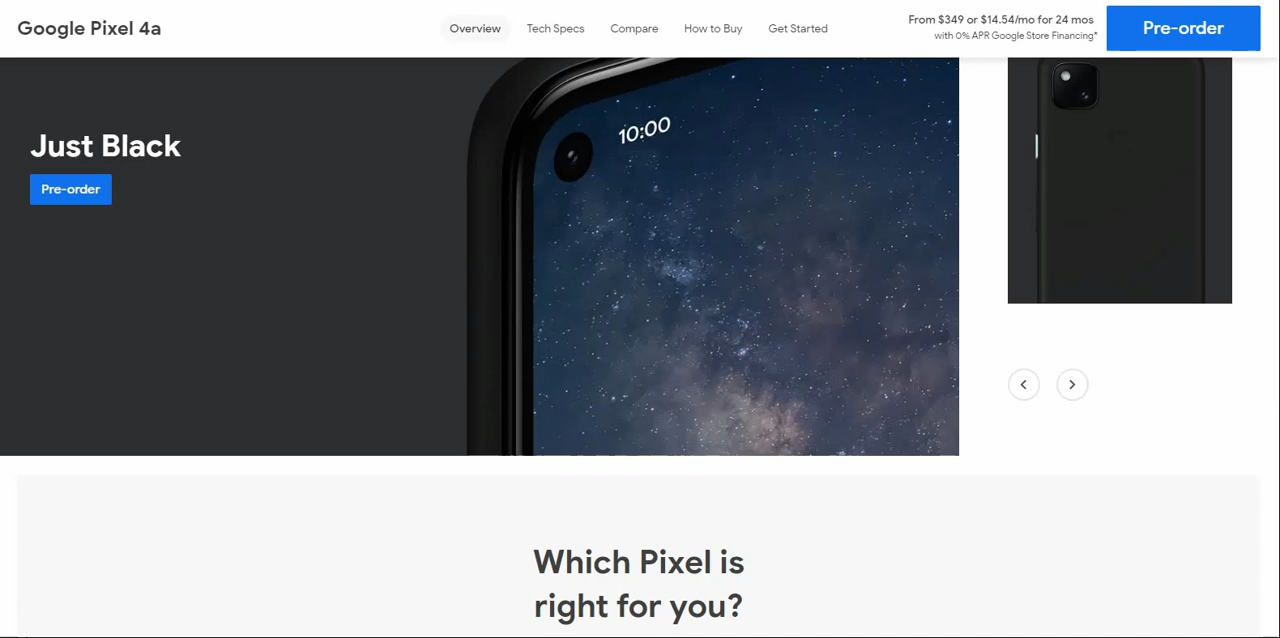 Google Pixel 4a
Overview
Tech Specs
Compare
How to Buy
Get Started
From $349 or $14.54/mo for 24 mos
with 0% APR Google Store Financing*
Pre-order
Just Black
Pre-order
10:00
Which Pixel is
right for you?